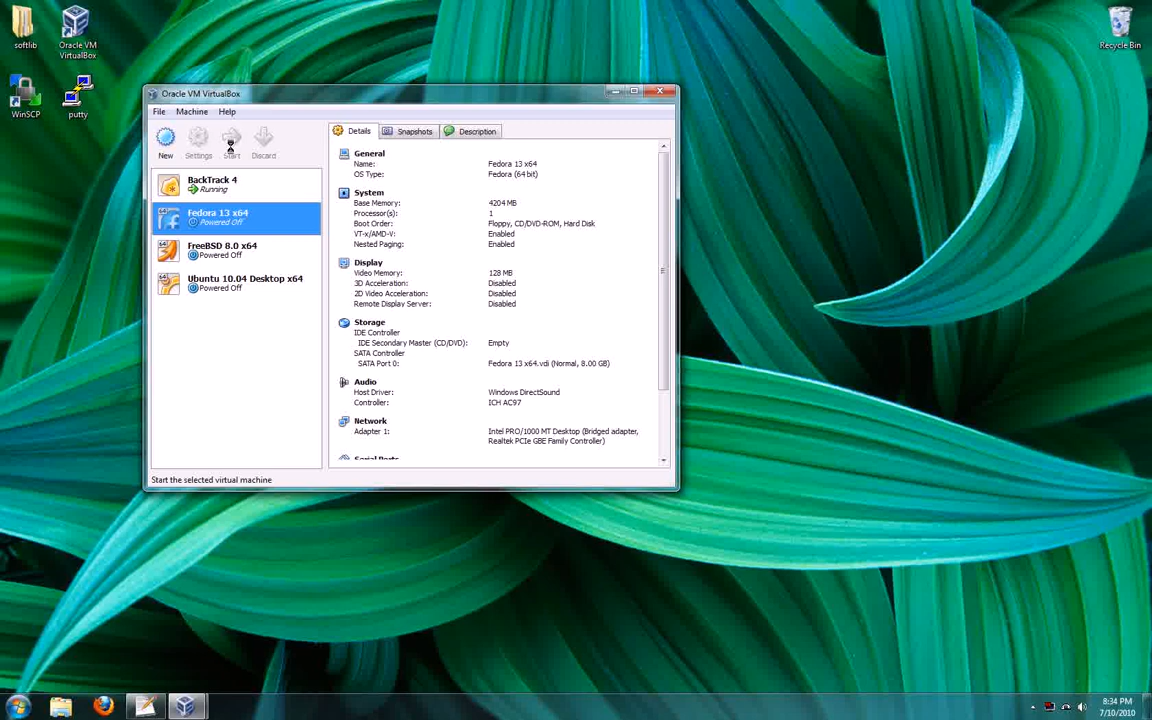 softlib
Oracle VM
VirtualBox
WinSCP
putty
Recycle Bin
Oracle VM VirtualBox
File Machine Help
New Settings Start Discard
BackTrack 4
Running
64
Fedora 13 x64
Powered Off
64
FreeBSD 8.0 x64
Powered Off
64
Ubuntu 10.04 Desktop x64
Powered Off
Details Snapshots Description
General
Name: Fedora 13 x64
OS Type: Fedora (64 bit)
System
Base Memory: 4204 MB
Processor(s): 1
Boot Order: Floppy, CD/DVD-ROM, Hard Disk
VT-x/AMD-V: Enabled
Nested Paging: Enabled
Display
Video Memory: 128 MB
3D Acceleration: Disabled
2D Video Acceleration: Disabled
Remote Display Server: Disabled
Storage
IDE Controller
IDE Secondary Master (CD/DVD): Empty
SATA Controller
SATA Port 0: Fedora 13 x64.vdi (Normal, 8.00 GB)
Audio
Host Driver: Windows DirectSound
Controller: ICH AC97
Network
Adapter 1: Intel PRO/1000 MT Desktop (Bridged adapter,
Realtek PCIe GBE Family Controller)
Serial Ports
Start the selected virtual machine
8:34 PM
7/10/2010